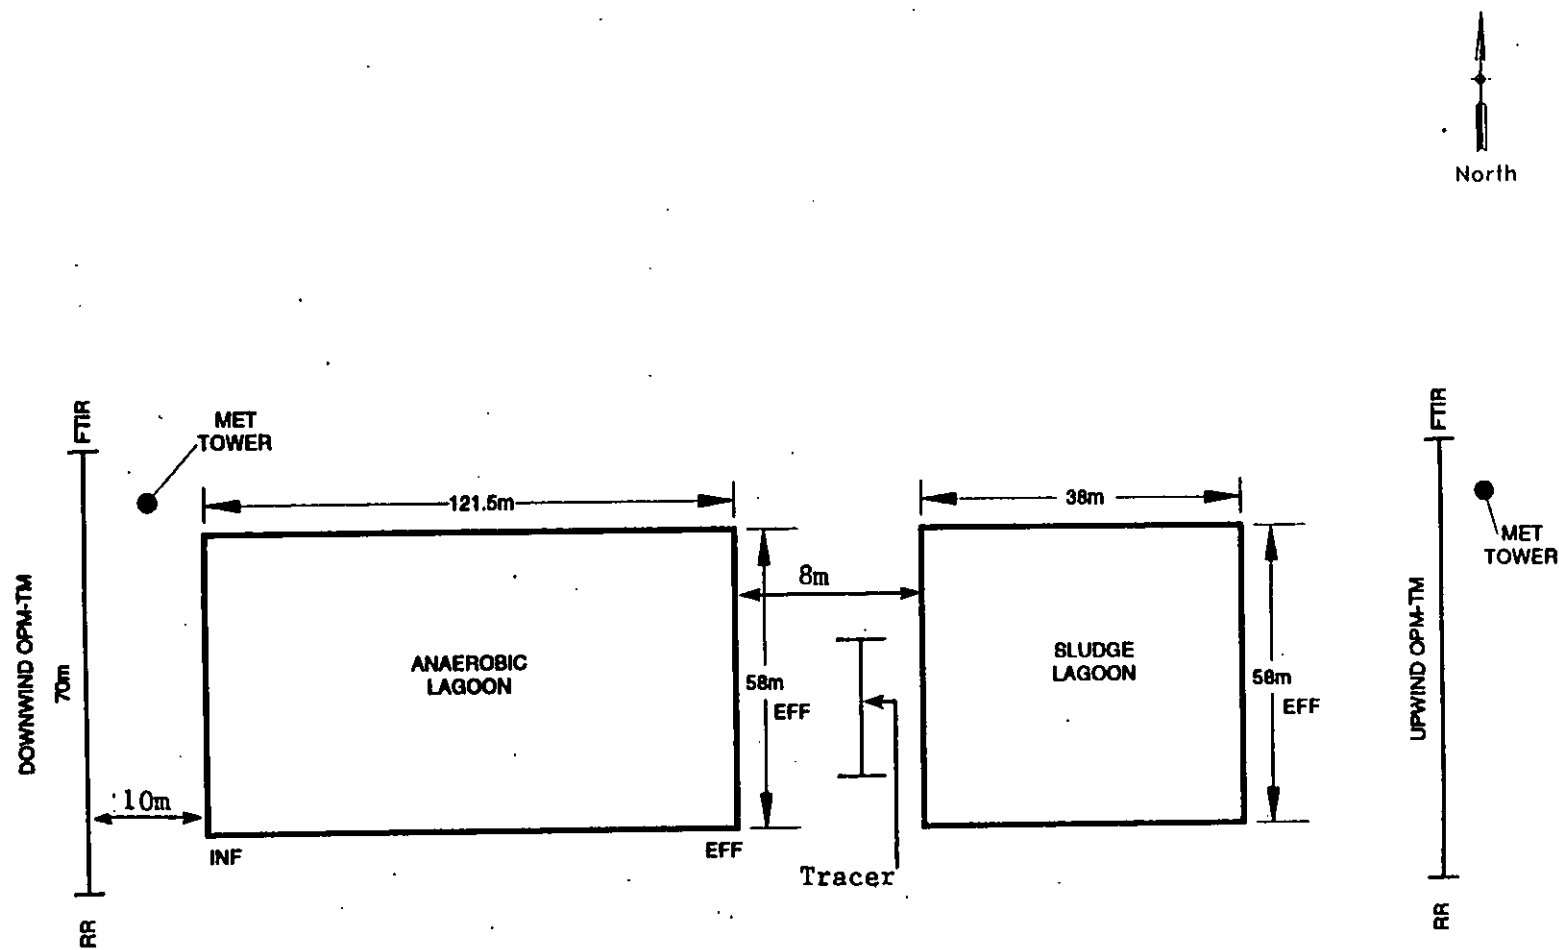 North
FTIR
MET
TOWER
121.5m
38m
FTIR
MET
TOWER
8m
DOWNWIND OPM-TM
70m
ANAEROBIC
LAGOON
58m
EFF
SLUDGE
LAGOON
58m
EFF
UPWIND OPM-TM
10m
INF
EFF
Tracer
RR
RR